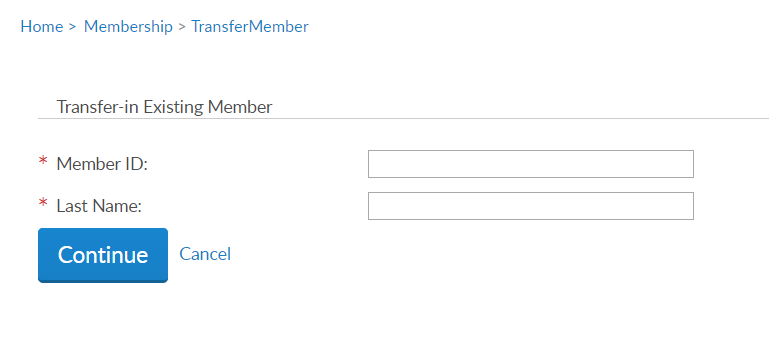 Home > Membership > TransferMember
Transfer-in Existing Member
* Member ID:
* Last Name:
Continue Cancel